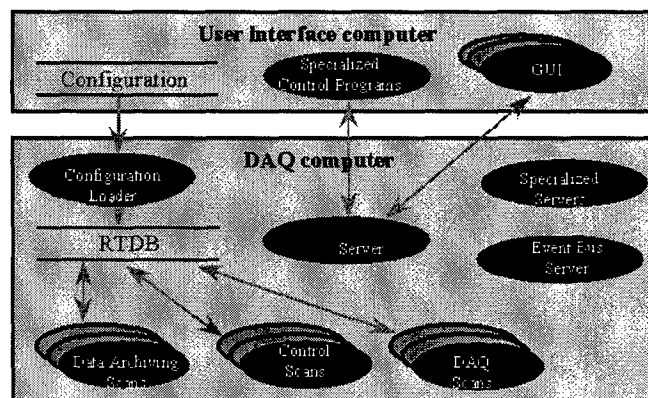 User Interface computer
Configuration
Specialized
Control Programs
GUI
DAQ computer
Configuration
Loader
RTDB
Server
Specialized
Servers
Event Bus
Server
Data Archiving
Scans
Control
Scans
DAQ
Scans